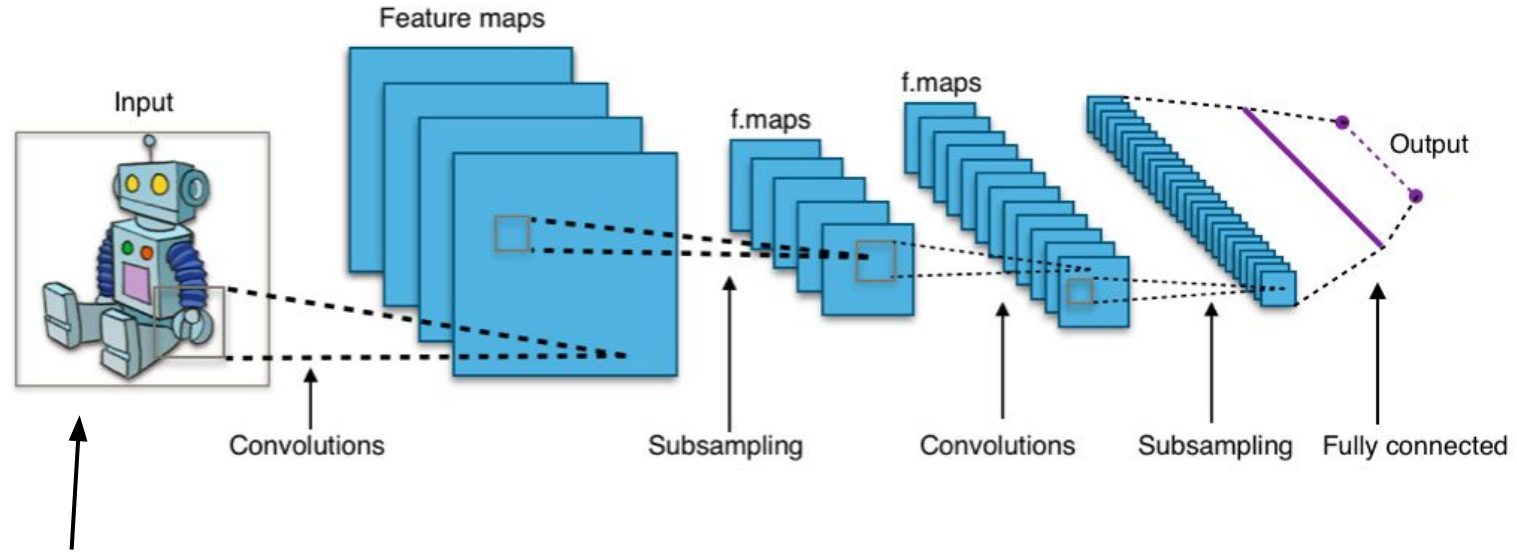 Feature maps
Input
f.maps
f.maps
Output
Convolutions
Subsampling
Convolutions
Subsampling
Fully connected